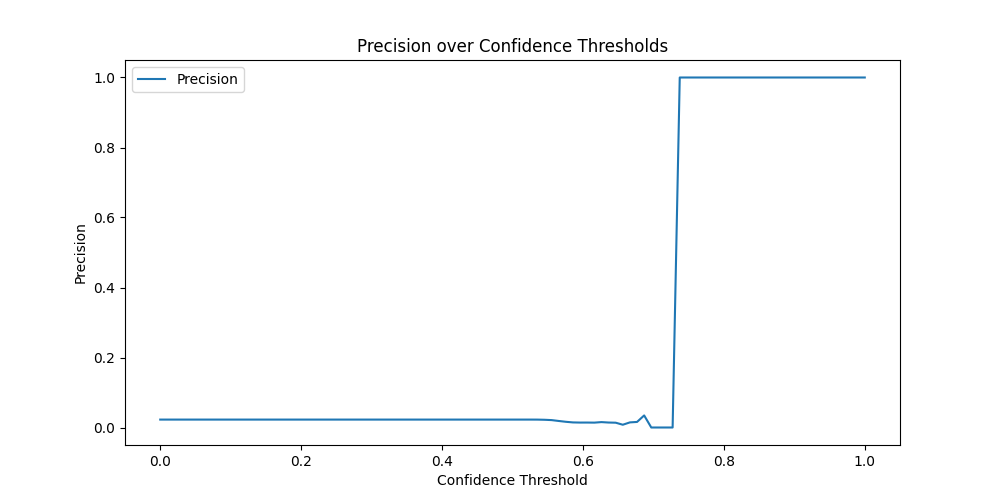 Precision over Confidence Thresholds
Precision
1.0
0.8
0.6
0.4
0.2
0.0
Precision
0.0 0.2 0.4 0.6 0.8 1.0
Confidence Threshold